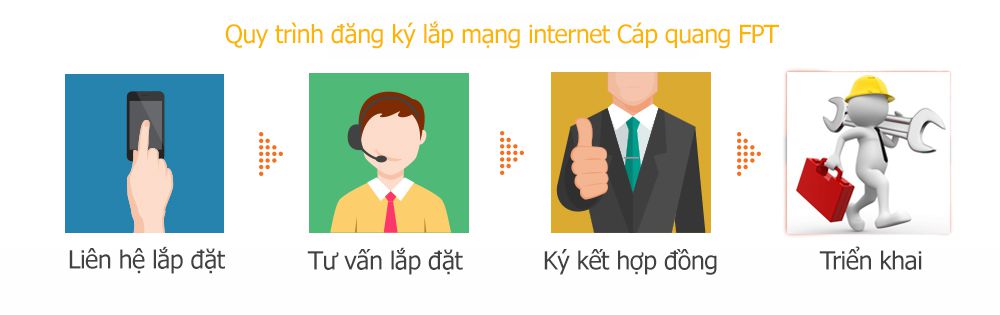 Quy trình đăng ký lắp mạng internet Cáp quang FPT
Liên hệ lắp đặt
Tư vấn lắp đặt
Ký kết hợp đồng
Triển khai